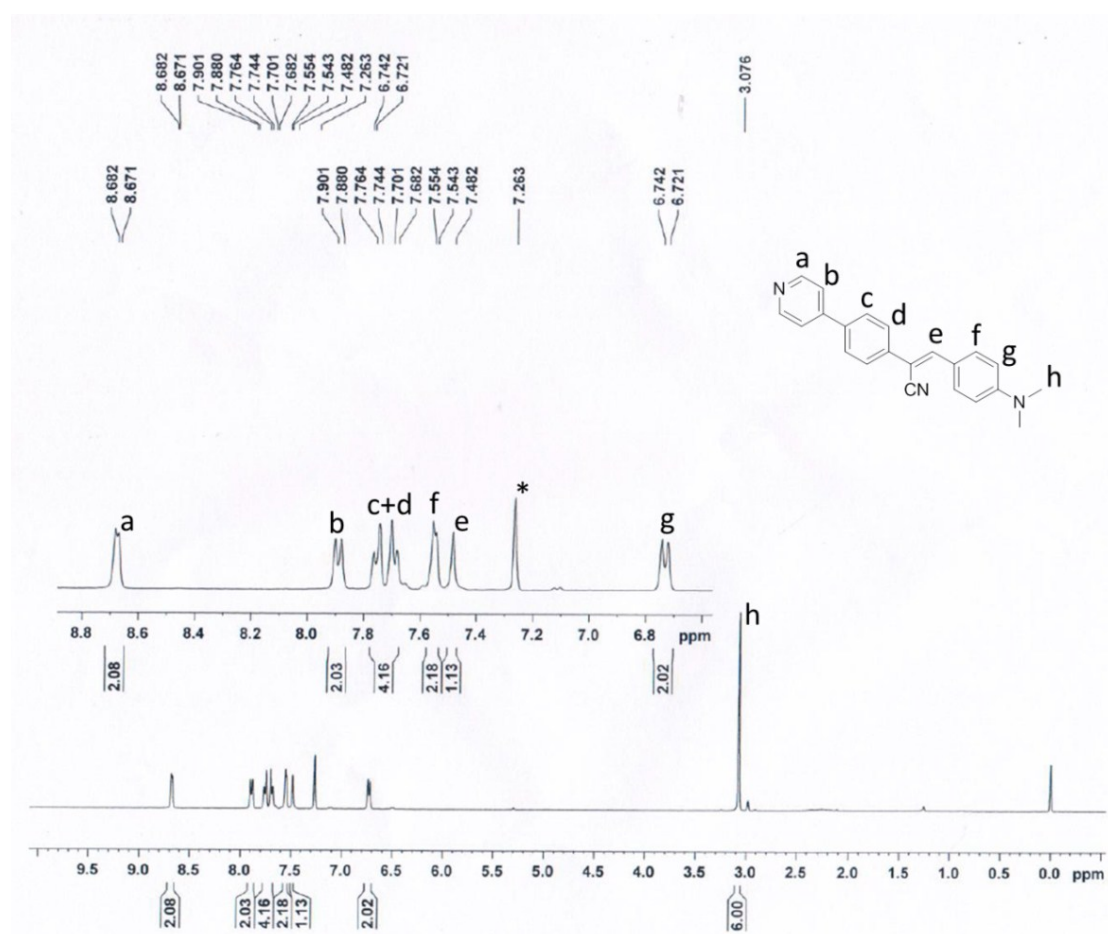 8.682 8.671 7.901 7.880 7.764 7.744 7.701 7.682 7.554 7.543 7.482 7.263 6.742 6.721
3.076
8.682 8.671
7.901 7.880 7.764 7.744 7.701 7.682 7.554 7.543 7.482
7.263
6.742 6.721
a
b
N
c
d
e
f
g
h
CN
N
a
b
c+d
f
e
*
g
8.8 8.6 8.4 8.2 8.0 7.8 7.6 7.4 7.2 7.0 6.8 ppm
h
2.08 2.03 4.16 2.18 1.13 2.02
9.5 9.0 8.5 8.0 7.5 7.0 6.5 6.0 5.5 5.0 4.5 4.0 3.5 3.0 2.5 2.0 1.5 1.0 0.5 0.0 ppm
2.08 2.03 4.16 2.18 1.13 2.02 6.00